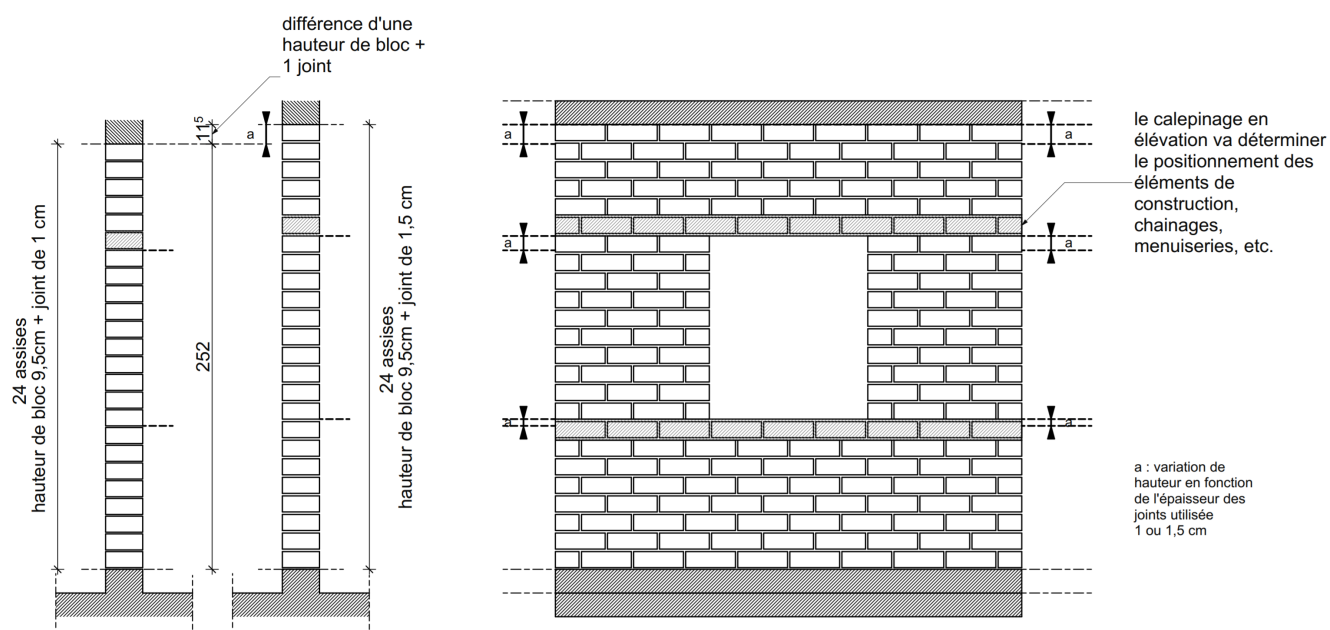 différence d'une
hauteur de bloc +
1 joint
24 assises
hauteur de bloc 9,5cm + joint de 1 cm
252
11⁵
a
24 assises
hauteur de bloc 9,5cm + joint de 1,5 cm
a
a
a
a
a
a
le calepinage en
élévation va déterminer
le positionnement des
éléments de
construction,
chainages,
menuiseries, etc.
a : variation de
hauteur en fonction
de l'épaisseur des
joints utilisée
1 ou 1,5 cm